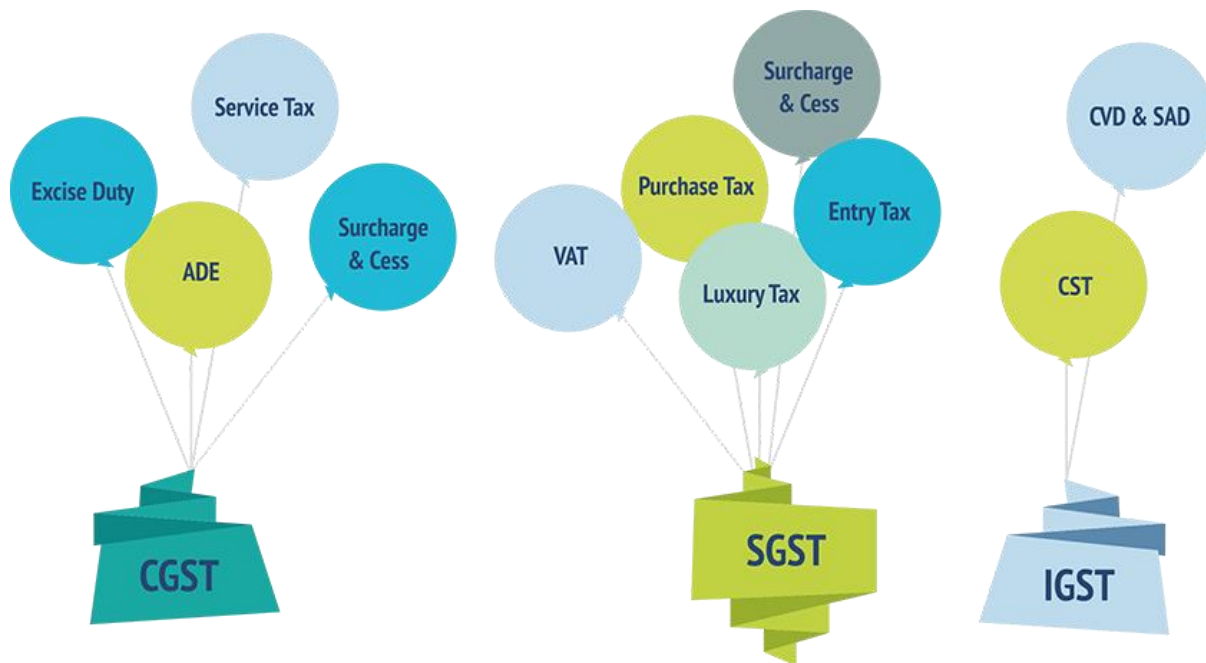 Service Tax
Excise Duty
ADE
Surcharge
& Cess
CGST
Surcharge
& Cess
Purchase Tax
Entry Tax
VAT
Luxury Tax
SGST
CVD & SAD
CST
IGST